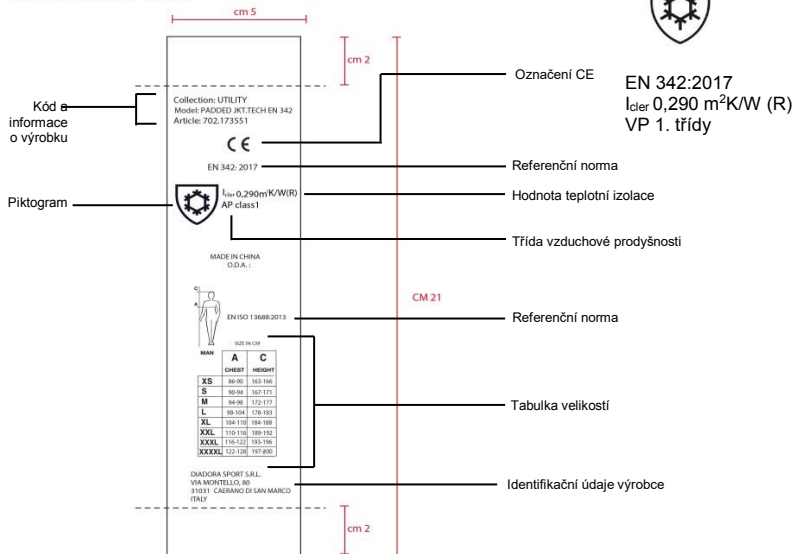 cm 5
cm 2
Označení CE
EN 342:2017
Icler 0,290 m²K/W (R)
VP 1. třídy
Kód a
informace
o výrobku
Collection: UTILITY
Model: PADDED JKT.TECH EN 342
Article: 702.173551
CE
EN 342: 2017
Referenční norma
Piktogram
Icler 0,290m²K/W(R)
AP class1
Hodnota teplotní izolace
Třída vzduchové prodyšnosti
MADE IN CHINA
O.D.A. :
CM 21
C
A
EN ISO 13688:2013
Referenční norma
MAN
SIZE IN CM
A C
CHEST HEIGHT
XS 86-90 163-166
S 90-94 167-171
M 94-98 172-177
L 98-104 178-183
XL 104-110 184-188
XXL 110-116 189-192
XXXL 116-122 193-196
XXXXL 122-128 197-200
Tabulka velikostí
DIADORA SPORT S.R.L.
VIA MONTELLO, 80
31031 CAERANO DI SAN MARCO
ITALY
Identifikační údaje výrobce
cm 2